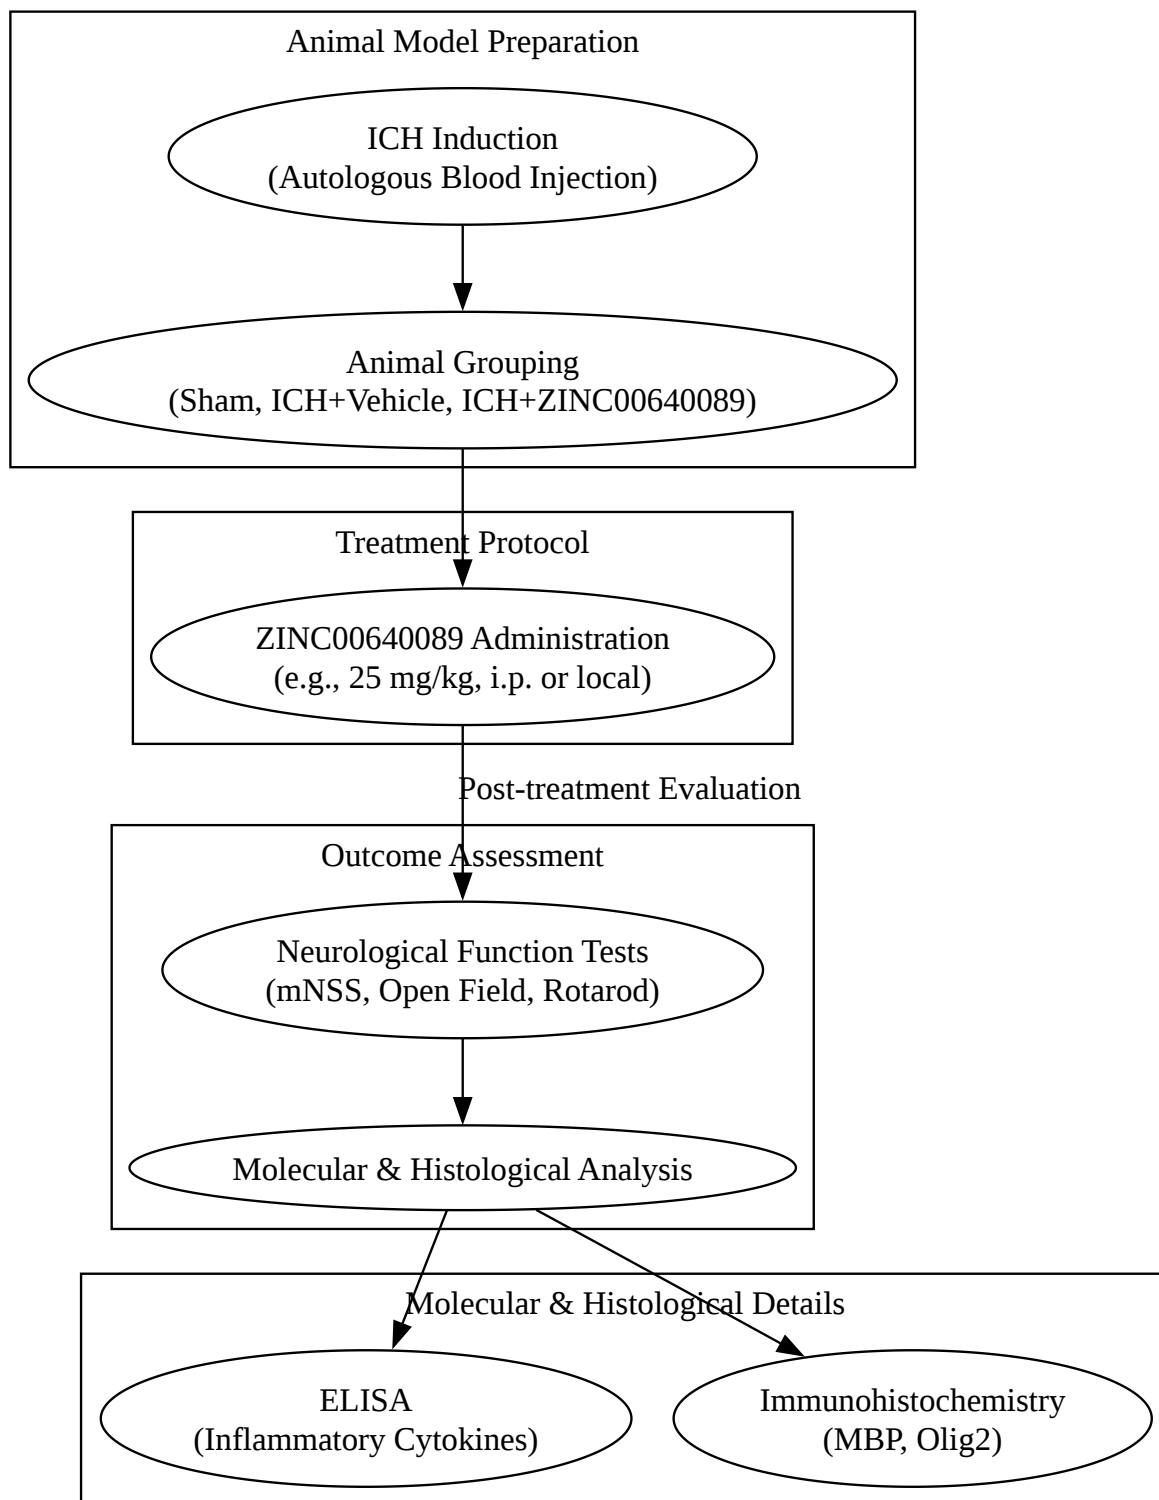 Animal Model Preparation
ICH Induction
(Autologous Blood Injection)
Animal Grouping
(Sham, ICH+Vehicle, ICH+ZINC00640089)
Treatment Protocol
ZINC00640089 Administration
(e.g., 25 mg/kg, i.p. or local)
Post-treatment Evaluation
Outcome Assessment
Neurological Function Tests
(mNSS, Open Field, Rotarod)
Molecular & Histological Analysis
Molecular & Histological Details
ELISA
(Inflammatory Cytokines)
Immunohistochemistry
(MBP, Olig2)